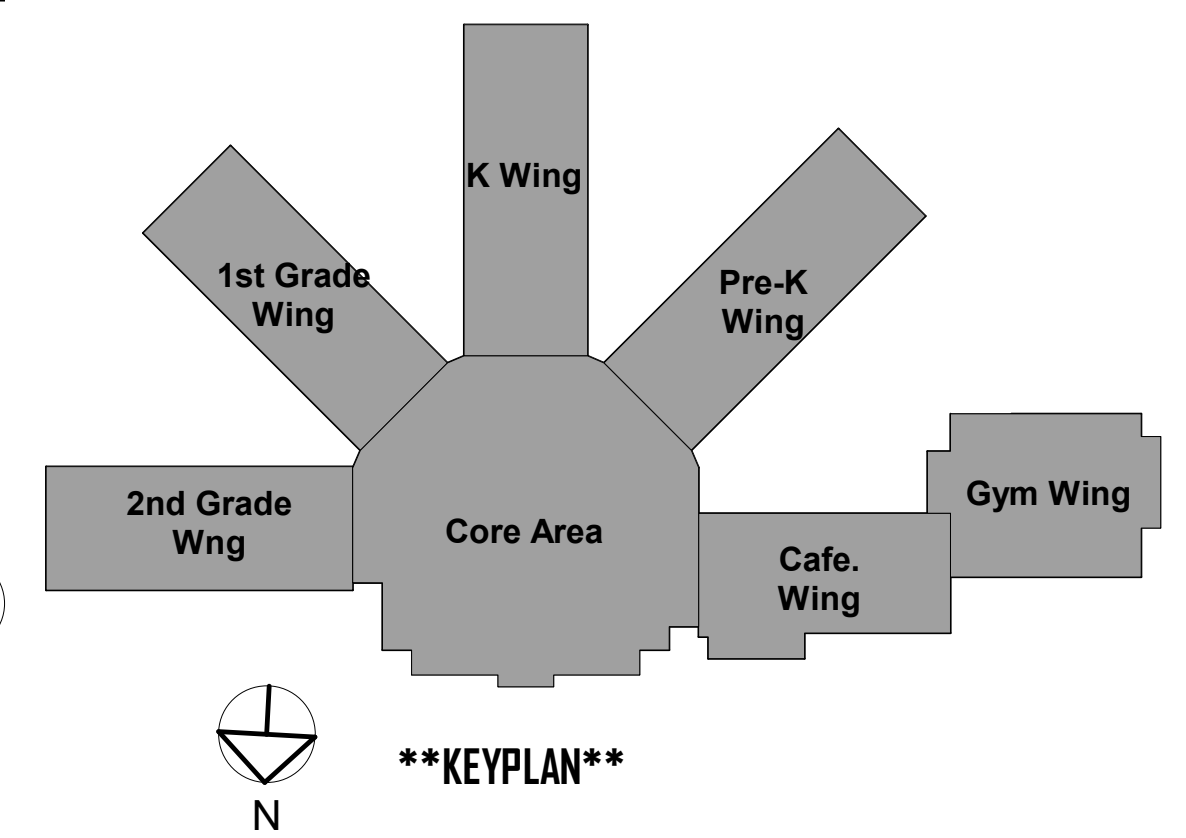 K Wing
1st Grade
Wing
Pre-K
Wing
2nd Grade
Wng
Core Area
Cafe.
Wing
Gym Wing
**KEYPLAN**
N